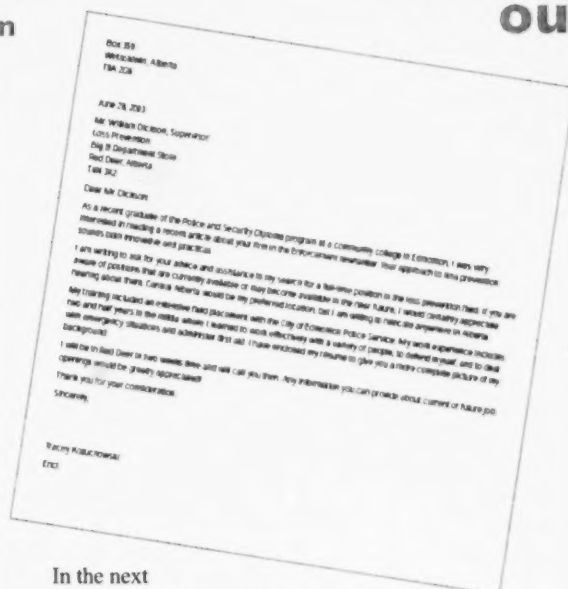 n
ou
Box 359
Wetaskiwin, Alberta
June 28, 2003
Mr. William Dickson, Supervisor
Loss Prevention
Big B Department Store
Red Deer, Alberta
Dear Mr. Dickson
As a recent graduate of the Police and Security Diploma program at a community college in Edmonton, I was very
interested in reading a recent article about your firm in the Enforcement newsletter. Your approach to loss prevention
sounds both innovative and practical.
I am writing to ask for your advice and assistance in my search for a full-time position in the loss prevention field. If you are
aware of positions that are currently available or may become available in the near future, I would certainly appreciate
hearing about them. Central Alberta would be my preferred location, but I am willing to relocate anywhere in Alberta.
My training included an extensive field placement with the City of Edmonton Police Service. My work experience includes
two and half years in the militia where I learned to work effectively with a variety of people, to defend myself, and to deal
with emergency situations and administer first aid. I have enclosed my résumé to give you a more complete picture of my
background.
I will be in Red Deer in two weeks time and will call you then. Any information you can provide about current or future job
openings would be greatly appreciated!
Thank you for your consideration.
Sincerely,
Tracey
Encl.
In the next